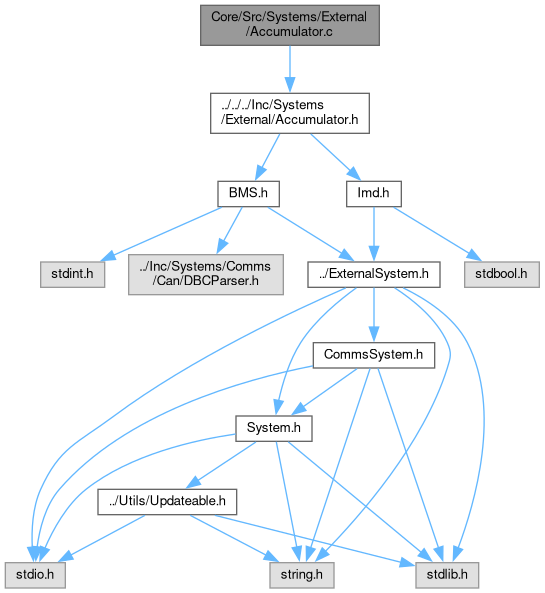 Core/Src/Systems/External
/Accumulator.c
../../../Inc/Systems
/External/Accumulator.h
BMS.h
Imd.h
stdint.h
../Inc/Systems/Comms
/Can/DBCParser.h
../ExternalSystem.h
stdbool.h
CommsSystem.h
System.h
../Utils/Updateable.h
stdio.h
string.h
stdlib.h